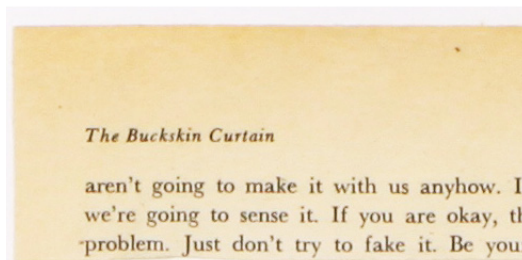 The Buckskin Curtain
aren't going to make it with us anyhow. I
we're going to sense it. If you are okay, th
problem. Just don't try to fake it. Be you